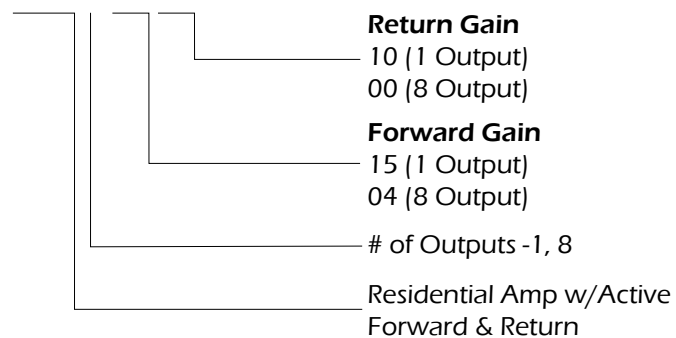 Return Gain
10 (1 Output)
00 (8 Output)
Forward Gain
15 (1 Output)
04 (8 Output)
# of Outputs -1, 8
Residential Amp w/Active
Forward & Return